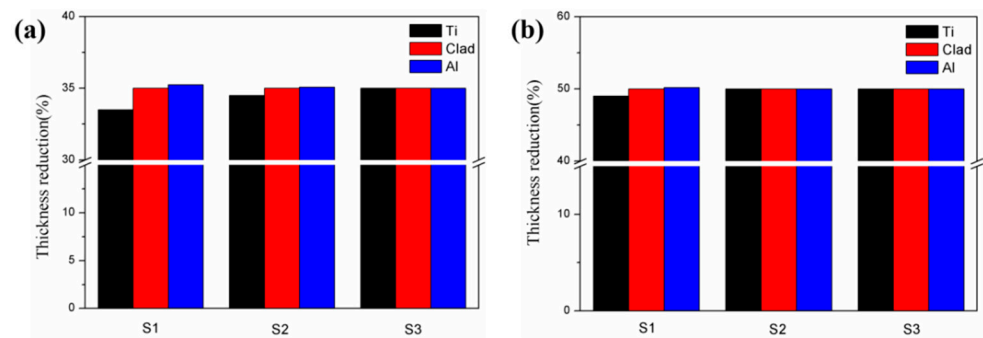 (a)
Thickness reduction(%)
40
35
30
10
5
0
Ti
Clad
Al
S1
S2
S3
(b)
Thickness reduction(%)
60
50
40
10
0
Ti
Clad
Al
S1
S2
S3